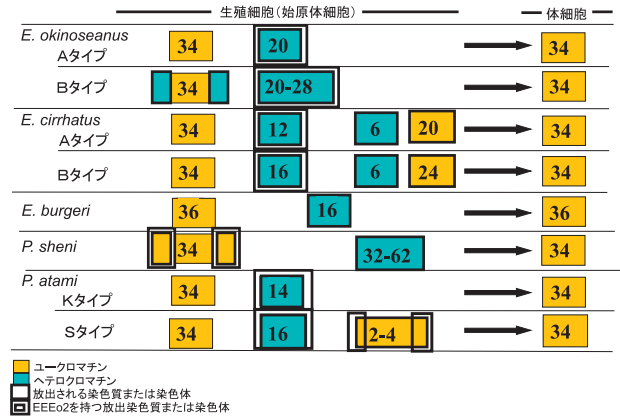 生殖細胞（始原体細胞） 体細胞
E. okinoseanus
Aタイプ 34 20 34
Bタイプ 34 20-28 34
E. cirrhatus
Aタイプ 34 12 6 20 34
Bタイプ 34 16 6 24 34
E. burgeri 36 16 36
P. sheni 34 32-62 34
P. atami
Kタイプ 34 14 34
Sタイプ 34 16 2-4 34
ユークロマチン
ヘテロクロマチン
放出される染色質または染色体
EEEo2を持つ放出染色質または染色体